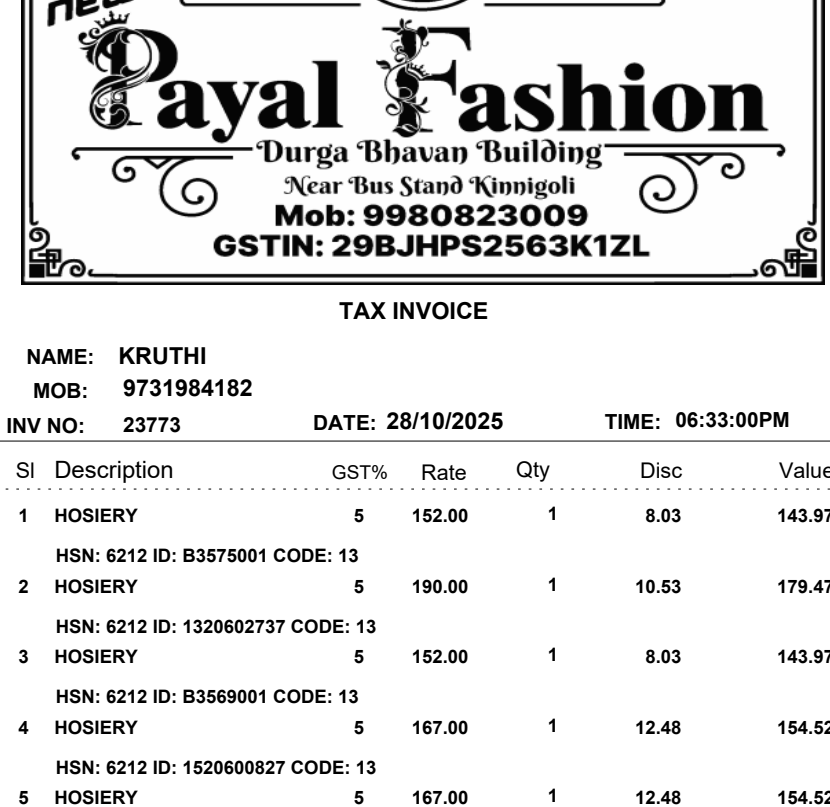 new
Payal Fashion
Durga Bhavan Building
Near Bus Stand Kinnigoli
Mob: 9980823009
GSTIN: 29BJHPS2563K1ZL
TAX INVOICE
NAME: KRUTHI
MOB: 9731984182
INV NO: 23773 DATE: 28/10/2025 TIME: 06:33:00PM
Sl Description GST% Rate Qty Disc Value
1 HOSIERY 5 152.00 1 8.03 143.97
HSN: 6212 ID: B3575001 CODE: 13
2 HOSIERY 5 190.00 1 10.53 179.47
HSN: 6212 ID: 1320602737 CODE: 13
3 HOSIERY 5 152.00 1 8.03 143.97
HSN: 6212 ID: B3569001 CODE: 13
4 HOSIERY 5 167.00 1 12.48 154.52
HSN: 6212 ID: 1520600827 CODE: 13
5 HOSIERY 5 167.00 1 12.48 154.52